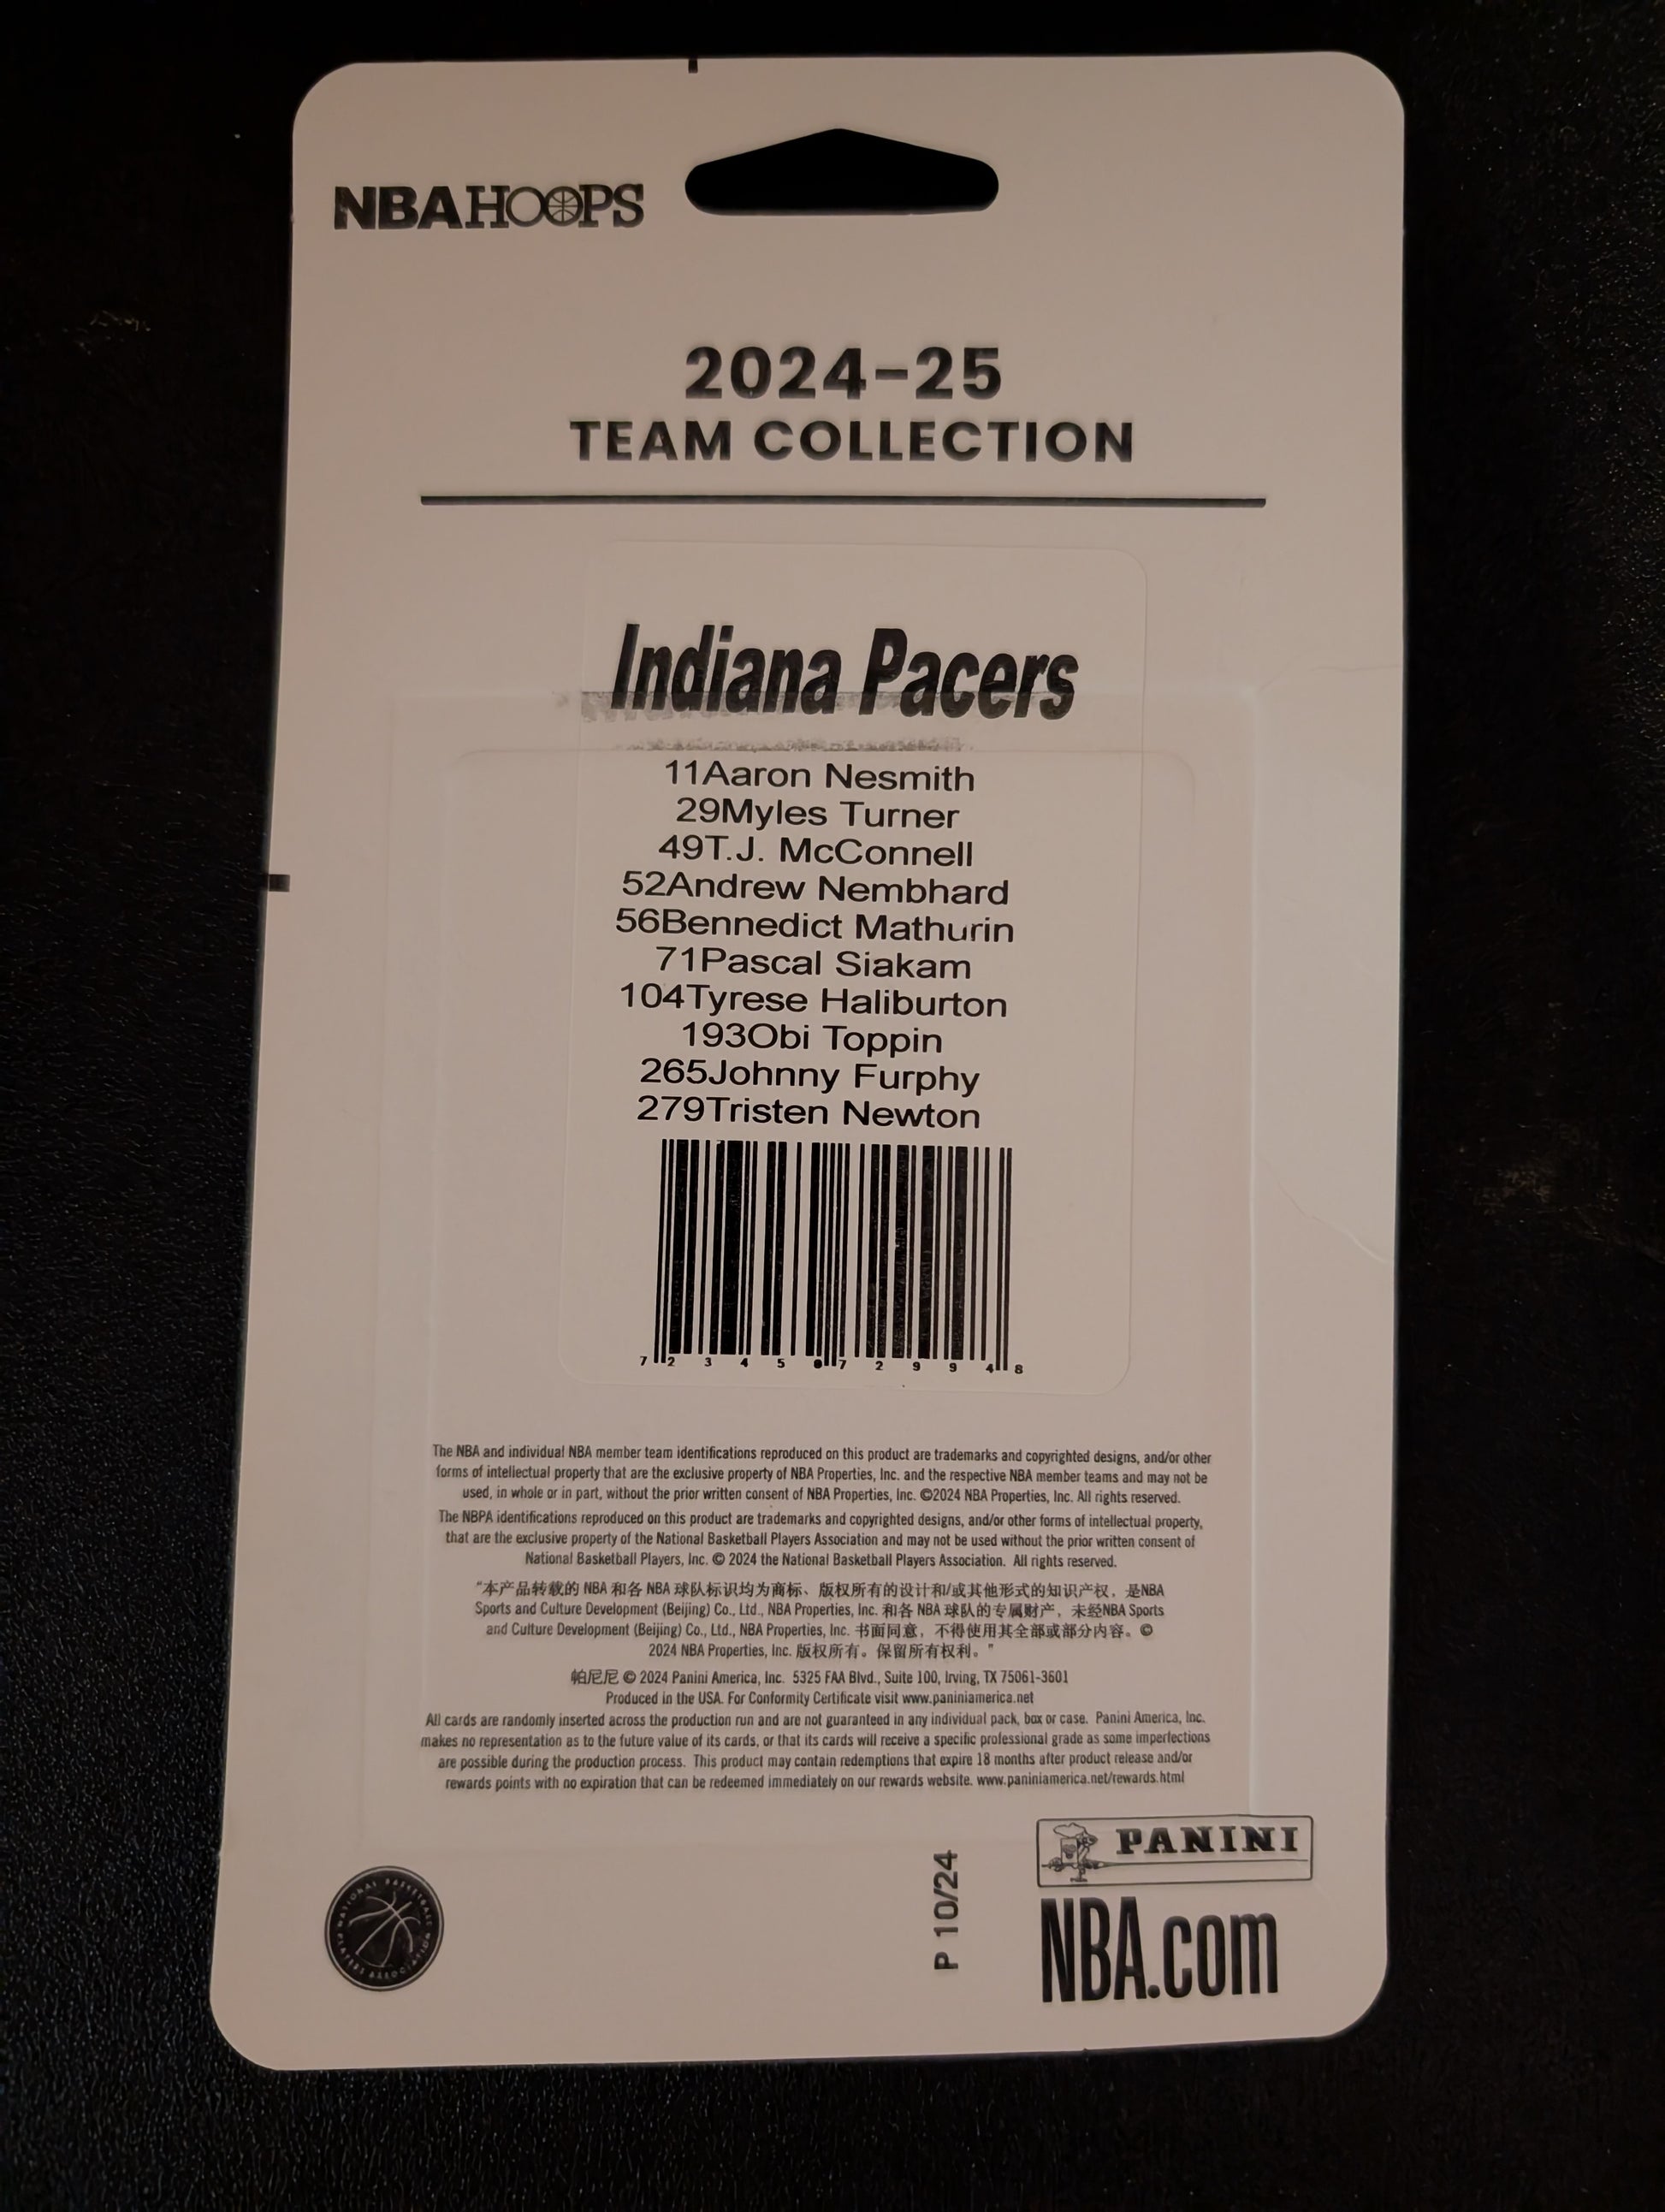 NBAHOOPS
2024-25
TEAM COLLECTION
Indiana Pacers
11Aaron Nesmith
29Myles Turner
49T.J. McConnell
52Andrew Nembhard
56Bennedict Mathurin
71Pascal Siakam
104Tyrese Haliburton
193Obi Toppin
265Johnny Furphy
279Tristen Newton
7 2 3 4 5 6 7 2 9 9 4 8
The NBA and individual NBA member team identifications reproduced on this product are trademarks and copyrighted designs, and/or other
forms of intellectual property that are the exclusive property of NBA Properties, Inc. and the respective NBA member teams and may not be
used, in whole or in part, without the prior written consent of NBA Properties, Inc. ©2024 NBA Properties, Inc. All rights reserved.
The NBPA identifications reproduced on this product are trademarks and copyrighted designs, and/or other forms of intellectual property,
that are the exclusive property of the National Basketball Players Association and may not be used without the prior written consent of
National Basketball Players, Inc. © 2024 the National Basketball Players Association. All rights reserved.
"本产品转载的 NBA 和各 NBA 球队标识均为商标、版权所有的设计和/或其他形式的知识产权，是NBA
Sports and Culture Development (Beijing) Co., Ltd., NBA Properties, Inc. 和各 NBA 球队的专属财产，未经NBA Sports
and Culture Development (Beijing) Co., Ltd., NBA Properties, Inc. 书面同意，不得使用其全部或部分内容。©
2024 NBA Properties, Inc. 版权所有。保留所有权利。"
帕尼尼 © 2024 Panini America, Inc. 5325 FAA Blvd., Suite 100, Irving, TX 75061-3601
Produced in the USA. For Conformity Certificate visit www.paniniamerica.net
All cards are randomly inserted across the production run and are not guaranteed in any individual pack, box or case. Panini America, Inc.
makes no representation as to the future value of its cards, or that its cards will receive a specific professional grade as some imperfections
are possible during the production process. This product may contain redemptions that expire 18 months after product release and/or
rewards points with no expiration that can be redeemed immediately on our rewards website. www.paniniamerica.net/rewards.html
NATIONAL BASKETBALL
PLAYERS ASSOCIATION
P 10/24
PANINI
NBA.com